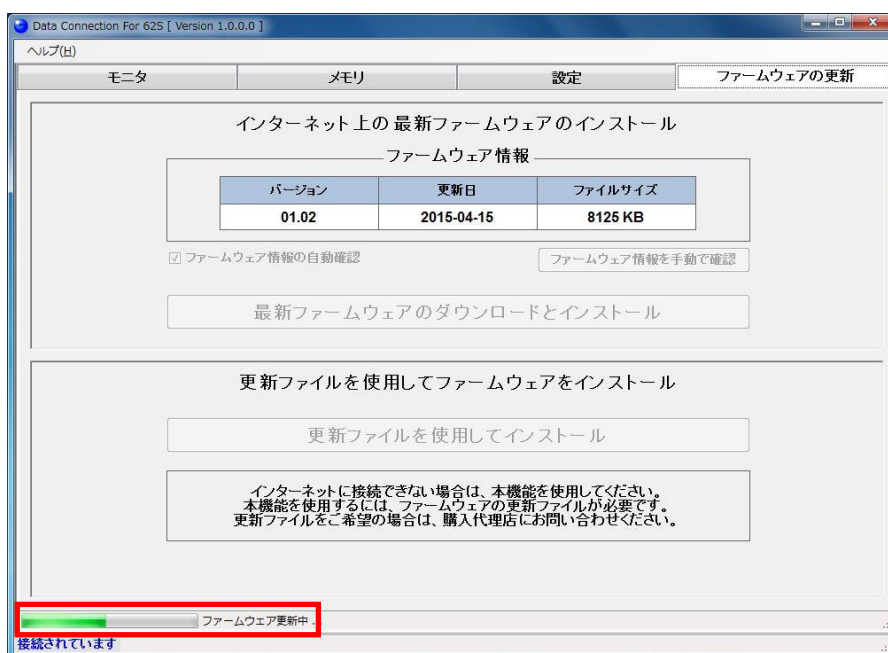 Data Connection For 62S [ Version 1.0.0.0 ]
ヘルプ(H)
モニタ
メモリ
設定
ファームウェアの更新
インターネット上の最新ファームウェアのインストール
ファームウェア情報
バージョン 更新日 ファイルサイズ
01.02 2015-04-15 8125 KB
ファームウェア情報の自動確認
ファームウェア情報を手動で確認
最新ファームウェアのダウンロードとインストール
更新ファイルを使用してファームウェアをインストール
更新ファイルを使用してインストール
インターネットに接続できない場合は、本機能を使用してください。
本機能を使用するには、ファームウェアの更新ファイルが必要です。
更新ファイルをご希望の場合は、購入代理店にお問い合わせください。
ファームウェア更新中 .
接続されています